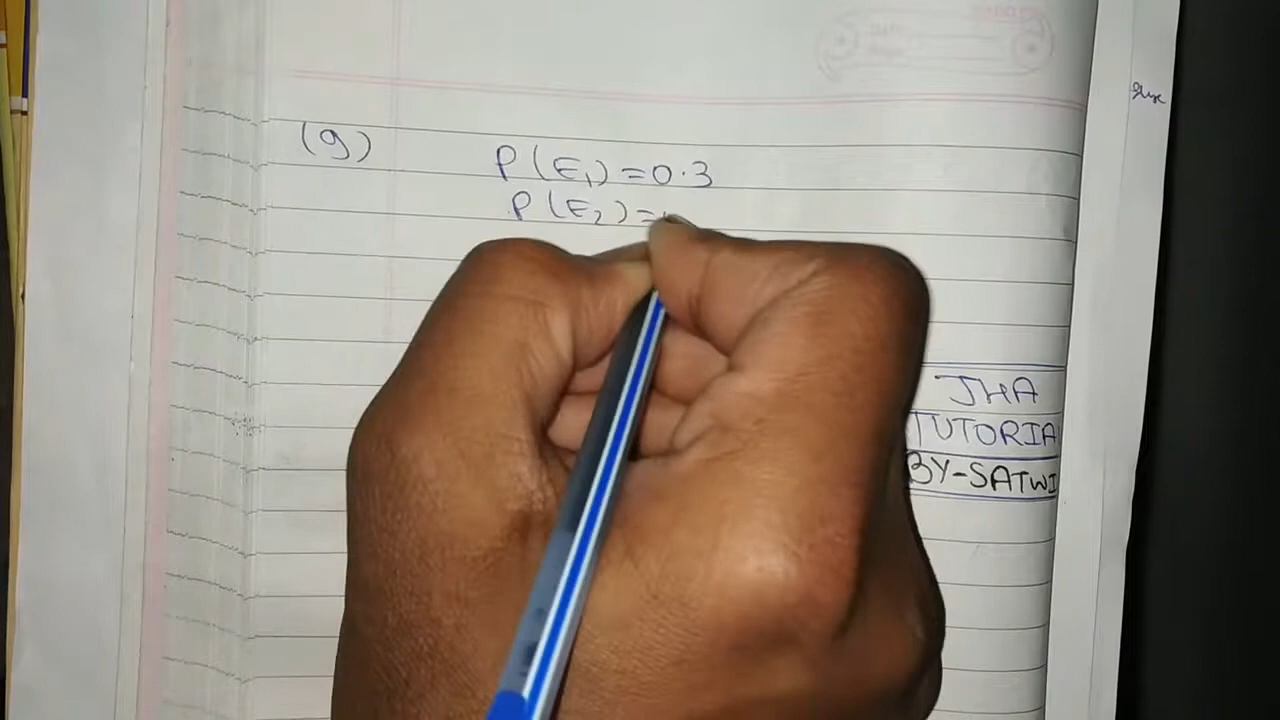 (g) P(E₁) = 0.3
P(E₂) =
JHA
TUTORIA
BY-SATWI